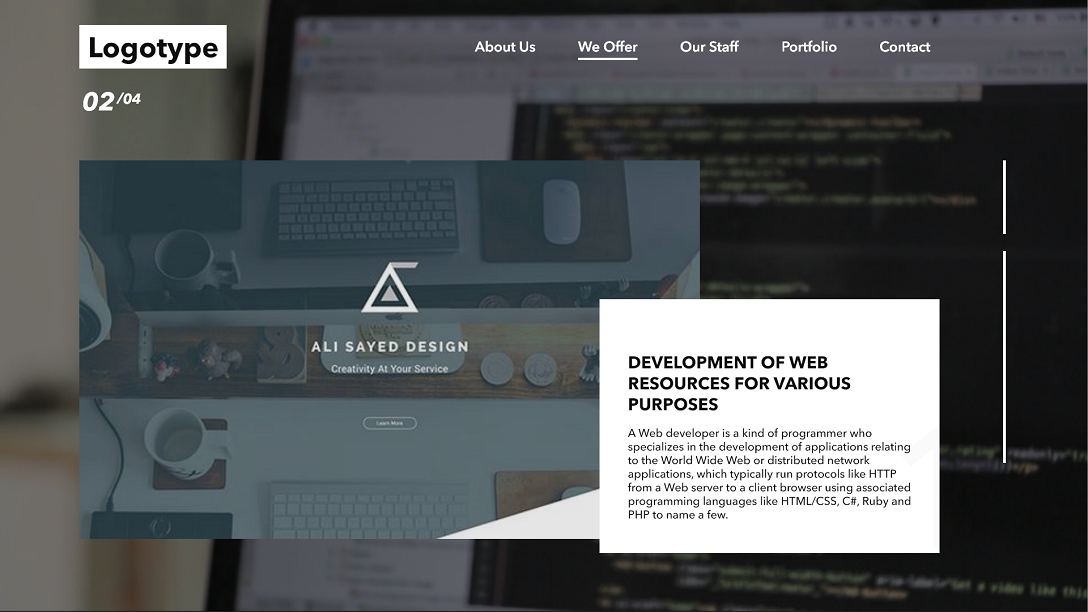 Logotype
About Us We Offer Our Staff Portfolio Contact
02/04
ALI SAYED DESIGN
Creativity At Your Service
Learn More
DEVELOPMENT OF WEB
RESOURCES FOR VARIOUS
PURPOSES
A Web developer is a kind of programmer who
specializes in the development of applications relating
to the World Wide Web or distributed network
applications, which typically run protocols like HTTP
from a Web server to a client browser using associated
programming languages like HTML/CSS, C#, Ruby and
PHP to name a few.